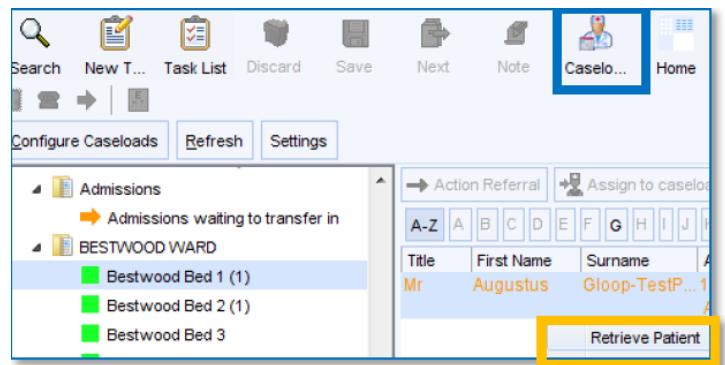 Search New T... Task List Discard Save Next Note Caselo... Home
Configure Caseloads Refresh Settings
Admissions
Admissions waiting to transfer in
BESTWOOD WARD
Bestwood Bed 1 (1)
Bestwood Bed 2 (1)
Bestwood Bed 3
Action Referral Assign to caseloa
A-Z A B C D E F G H I J
Title First Name Surname
Mr Augustus Gloop-TestP... 1
Retrieve Patient